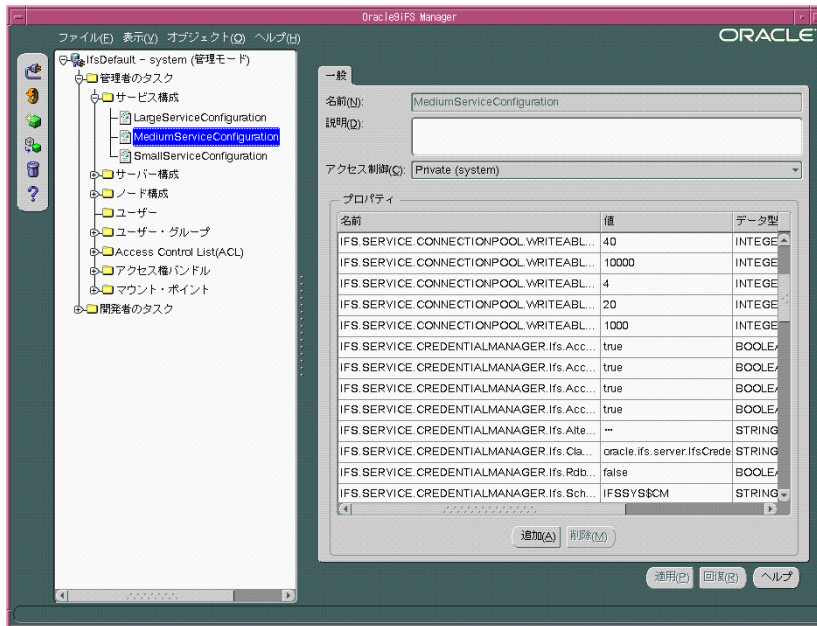 Oracle9iFS Manager
ファイル(F) 表示(V) オブジェクト(O) ヘルプ(H)
ORACLE
IfsDefault - system (管理モード)
管理者のタスク
サービス構成
LargeServiceConfiguration
MediumServiceConfiguration
SmallServiceConfiguration
サーバー構成
ノード構成
ユーザー
ユーザー・グループ
Access Control List(ACL)
アクセス権バンドル
マウント・ポイント
開発者のタスク
一般
名前(N): MediumServiceConfiguration
説明(D):
アクセス制御(C): Private (system)
プロパティ
名前 値 データ型
IFS.SERVICE.CONNECTIONPOOL.WRITEABL... 40 INTEGE
IFS.SERVICE.CONNECTIONPOOL.WRITEABL... 10000 INTEGE
IFS.SERVICE.CONNECTIONPOOL.WRITEABL... 4 INTEGE
IFS.SERVICE.CONNECTIONPOOL.WRITEABL... 20 INTEGE
IFS.SERVICE.CONNECTIONPOOL.WRITEABL... 1000 INTEGE
IFS.SERVICE.CREDENTIALMANAGER.Ifs.Acc... true BOOLEA
IFS.SERVICE.CREDENTIALMANAGER.Ifs.Acc... true BOOLEA
IFS.SERVICE.CREDENTIALMANAGER.Ifs.Acc... true BOOLEA
IFS.SERVICE.CREDENTIALMANAGER.Ifs.Acc... true BOOLEA
IFS.SERVICE.CREDENTIALMANAGER.Ifs.Alte... ... STRING
IFS.SERVICE.CREDENTIALMANAGER.Ifs.Cla... oracle.ifs.server.IfsCrede STRING
IFS.SERVICE.CREDENTIALMANAGER.Ifs.Rdb... false BOOLEA
IFS.SERVICE.CREDENTIALMANAGER.Ifs.Sch... IFSSYS$CM STRING
追加(A) 削除(M)
適用(P) 回復(R) ヘルプ